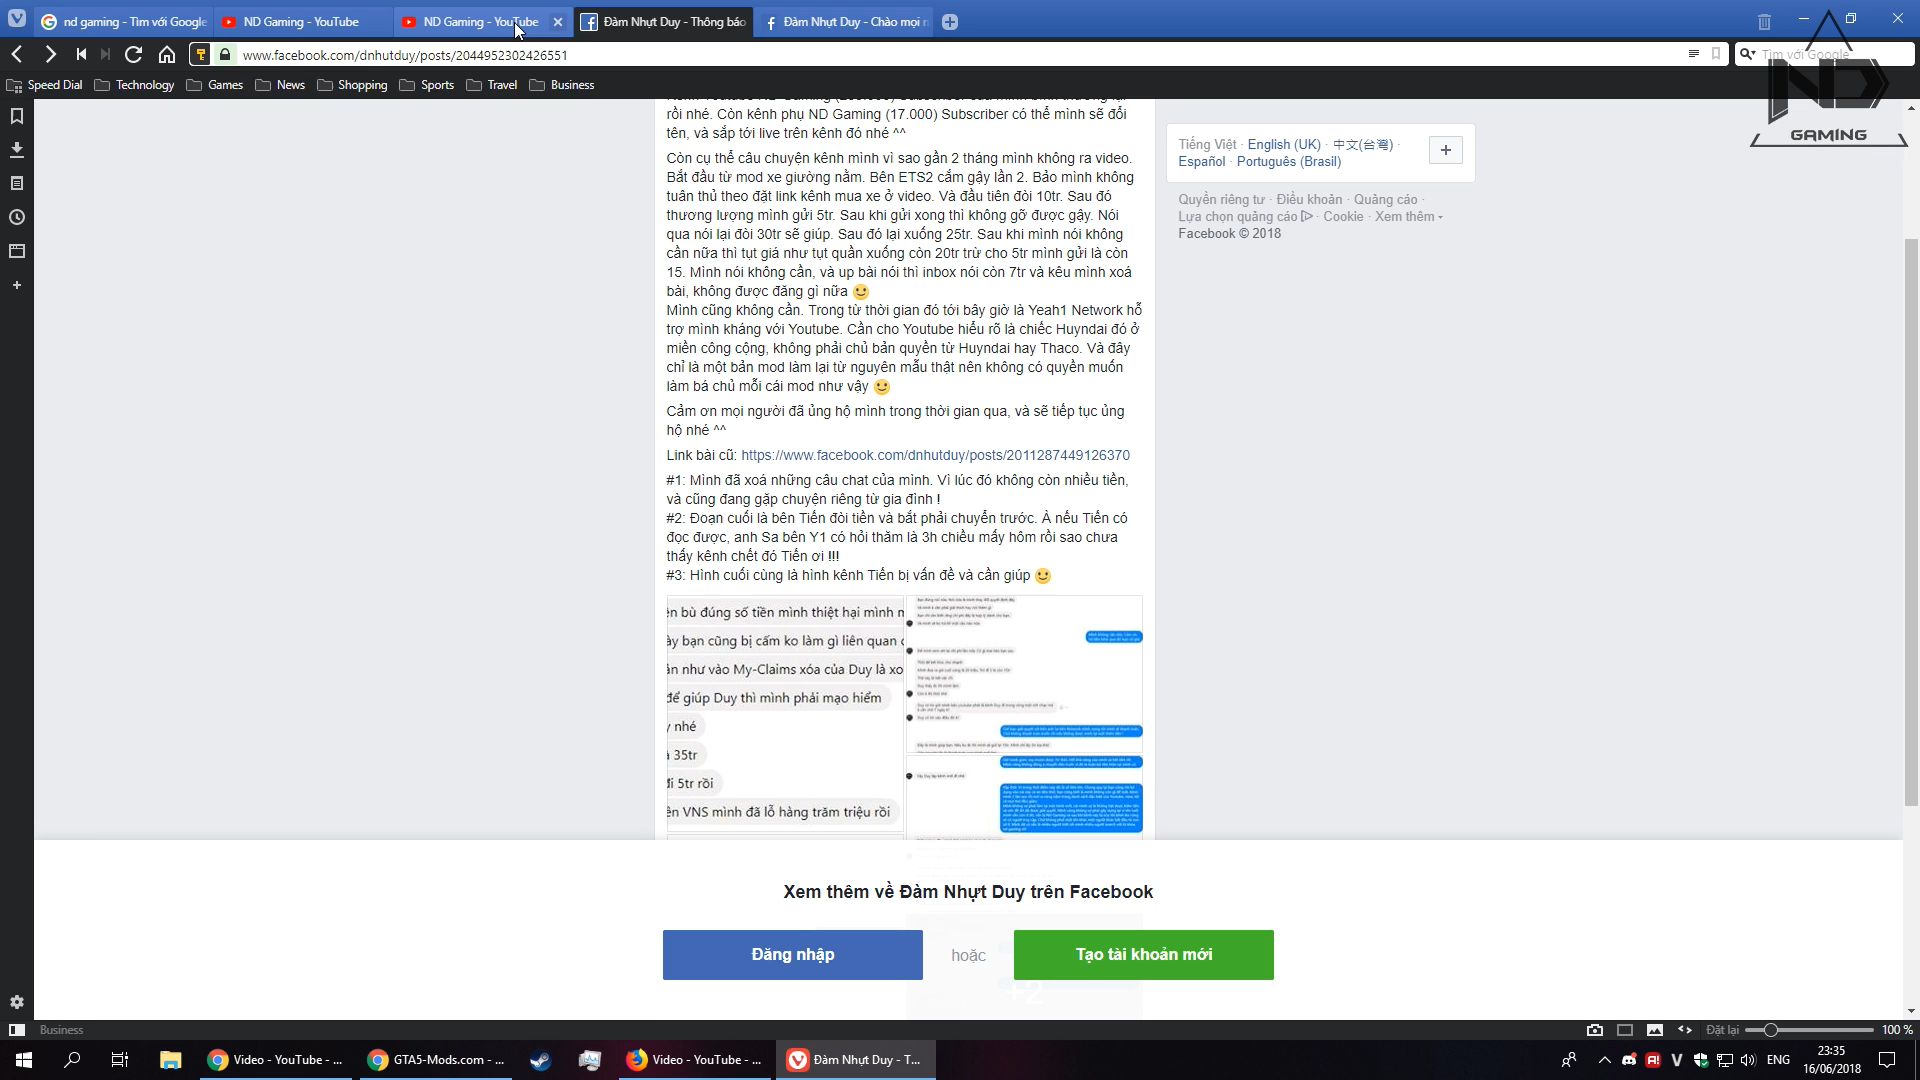 nd gaming - Tìm với Google
ND Gaming - YouTube
ND Gaming - YouTube
Đàm Nhựt Duy - Thông báo
Đàm Nhựt Duy - Chào mọi n
www.facebook.com/dnhutduy/posts/2044952302426551
Tìm với Google
Speed Dial
Technology
Games
News
Shopping
Sports
Travel
Business
ND
GAMING
rồi nhé. Còn kênh phụ ND Gaming (17.000) Subscriber có thể mình sẽ đổi
tên, và sắp tới live trên kênh đó nhé ^^
Còn cụ thể câu chuyện kênh mình vì sao gần 2 tháng mình không ra video.
Bắt đầu từ mod xe giường nằm. Bên ETS2 cắm gậy lần 2. Bảo mình không
tuân thủ theo đặt link kênh mua xe ở video. Và đầu tiên đòi 10tr. Sau đó
thương lượng mình gửi 5tr. Sau khi gửi xong thì không gỡ được gậy. Nói
qua nói lại đòi 30tr sẽ giúp. Sau đó lại xuống 25tr. Sau khi mình nói không
cần nữa thì tụt giá như tụt quần xuống còn 20tr trừ cho 5tr mình gửi là còn
15. Mình nói không cần, và up bài nói thì inbox nói còn 7tr và kêu mình xoá
bài, không được đăng gì nữa
Mình cũng không cần. Trong từ thời gian đó tới bây giờ là Yeah1 Network hỗ
trợ mình kháng với Youtube. Cần cho Youtube hiểu rõ là chiếc Huyndai đó ở
miền công cộng, không phải chủ bản quyền từ Huyndai hay Thaco. Và đây
chỉ là một bản mod làm lại từ nguyên mẫu thật nên không có quyền muốn
làm bá chủ mỗi cái mod như vậy
Cảm ơn mọi người đã ủng hộ mình trong thời gian qua, và sẽ tiếp tục ủng
hộ nhé ^^
Link bài cũ: https://www.facebook.com/dnhutduy/posts/2011287449126370
#1: Mình đã xoá những câu chat của mình. Vì lúc đó không còn nhiều tiền,
và cũng đang gặp chuyện riêng từ gia đình !
#2: Đoạn cuối là bên Tiến đòi tiền và bắt phải chuyển trước. À nếu Tiến có
đọc được, anh Sa bên Y1 có hỏi thăm là 3h chiều mấy hôm rồi sao chưa
thấy kênh chết đó Tiến ơi !!!
#3: Hình cuối cùng là hình kênh Tiến bị vấn đề và cần giúp
Tiếng Việt · English (UK) · 中文(台灣) ·
Español · Português (Brasil)
+
Quyền riêng tư · Điều khoản · Quảng cáo ·
Lựa chọn quảng cáo · Cookie · Xem thêm
Facebook © 2018
ền bù đúng số tiền mình thiệt hại mình
ày bạn cũng bị cấm ko làm gì liên quan
ản như vào My-Claims xóa của Duy là xo
để giúp Duy thì mình phải mạo hiểm
nhé
35tr
đi 5tr rồi
ên VNS mình đã lỗ hàng trăm triệu rồi
Xem thêm về Đàm Nhựt Duy trên Facebook
Đăng nhập
hoặc
Tạo tài khoản mới
+2
Business
Đặt lại
100 %
Video - YouTube - ...
GTA5-Mods.com - ...
Video - YouTube - ...
Đàm Nhựt Duy - T...
ENG
23:35
16/06/2018